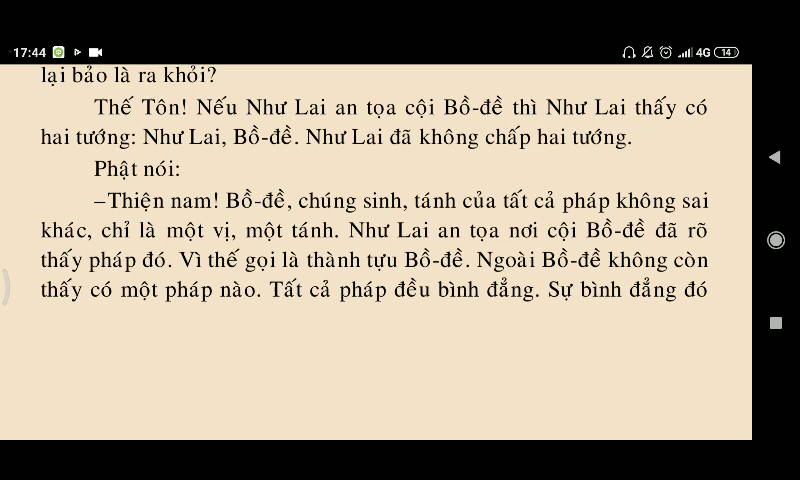 17:44 4G 14
lại bảo là ra khỏi?
Thế Tôn! Nếu Như Lai an tọa cội Bồ-đề thì Như Lai thấy có
hai tướng: Như Lai, Bồ-đề. Như Lai đã không chấp hai tướng.
Phật nói:
–Thiện nam! Bồ-đề, chúng sinh, tánh của tất cả pháp không sai
khác, chỉ là một vị, một tánh. Như Lai an tọa nơi cội Bồ-đề đã rõ
thấy pháp đó. Vì thế gọi là thành tựu Bồ-đề. Ngoài Bồ-đề không còn
thấy có một pháp nào. Tất cả pháp đều bình đẳng. Sự bình đẳng đó